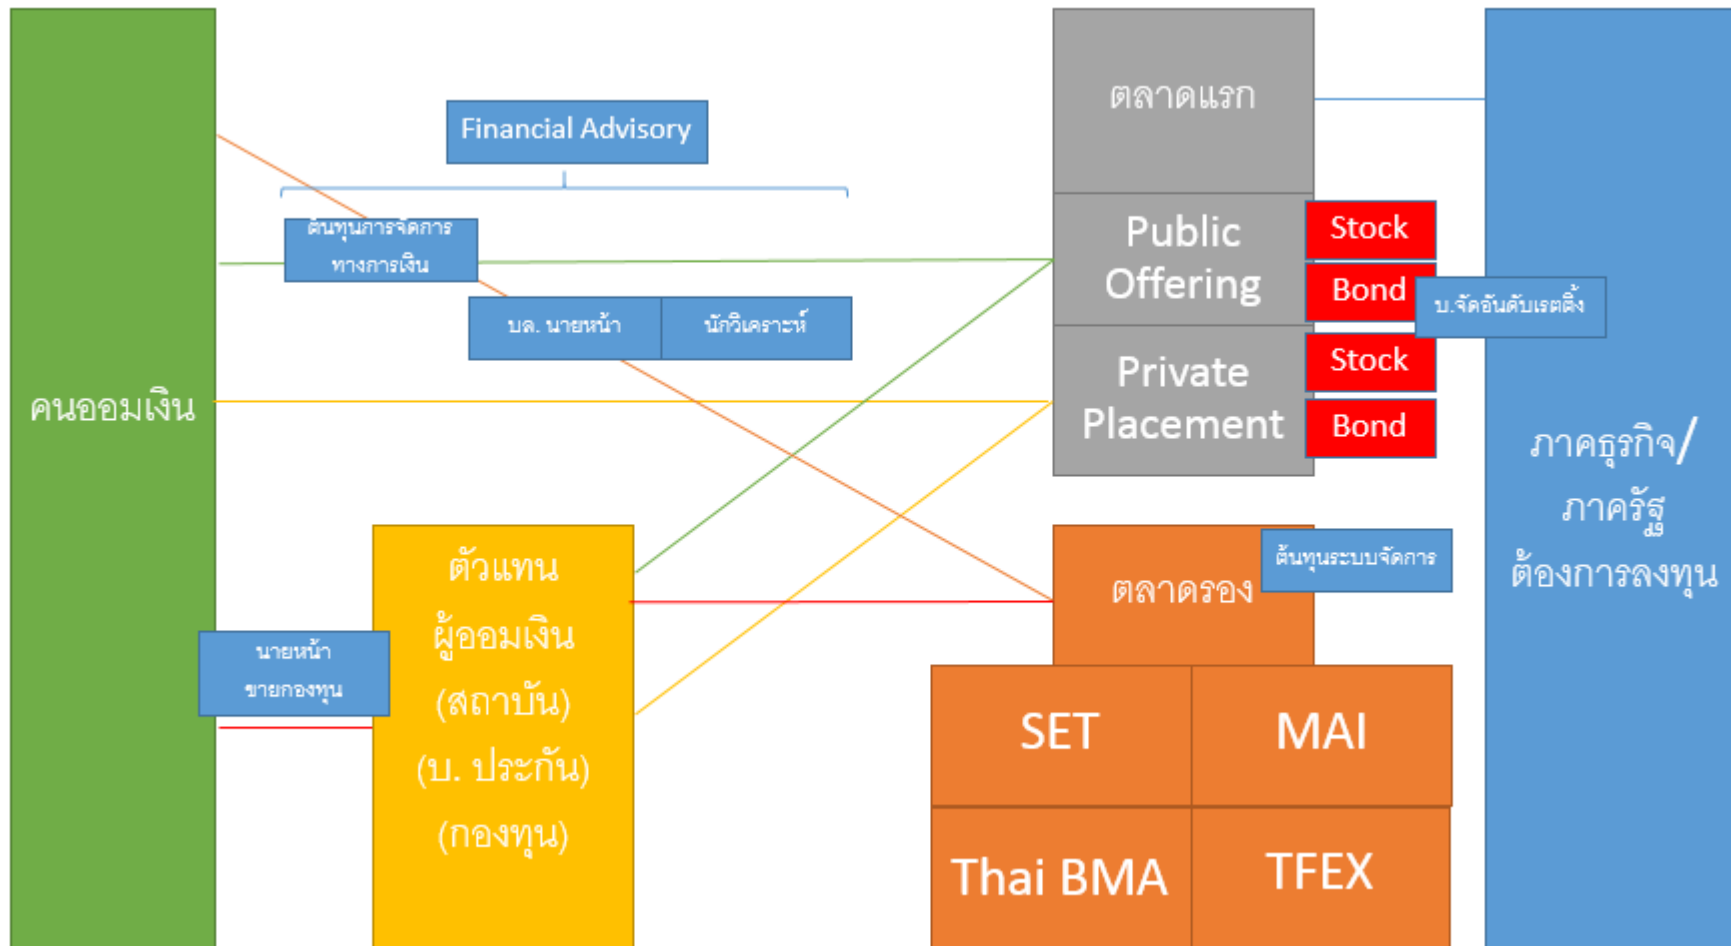 คนออมเงิน
Financial Advisory
ต้นทุนการจัดการ
ทางการเงิน
บล. นายหน้า
นักวิเคราะห์
นายหน้า
ขายกองทุน
ตัวแทน
ผู้ออมเงิน
(สถาบัน)
(บ. ประกัน)
(กองทุน)
ตลาดแรก
Public
Offering
Stock
Bond
บ.จัดอันดับเรตติ้ง
Private
Placement
Stock
Bond
ตลาดรอง
ต้นทุนระบบจัดการ
SET
MAI
Thai BMA
TFEX
ภาคธุรกิจ/
ภาครัฐ
ต้องการลงทุน